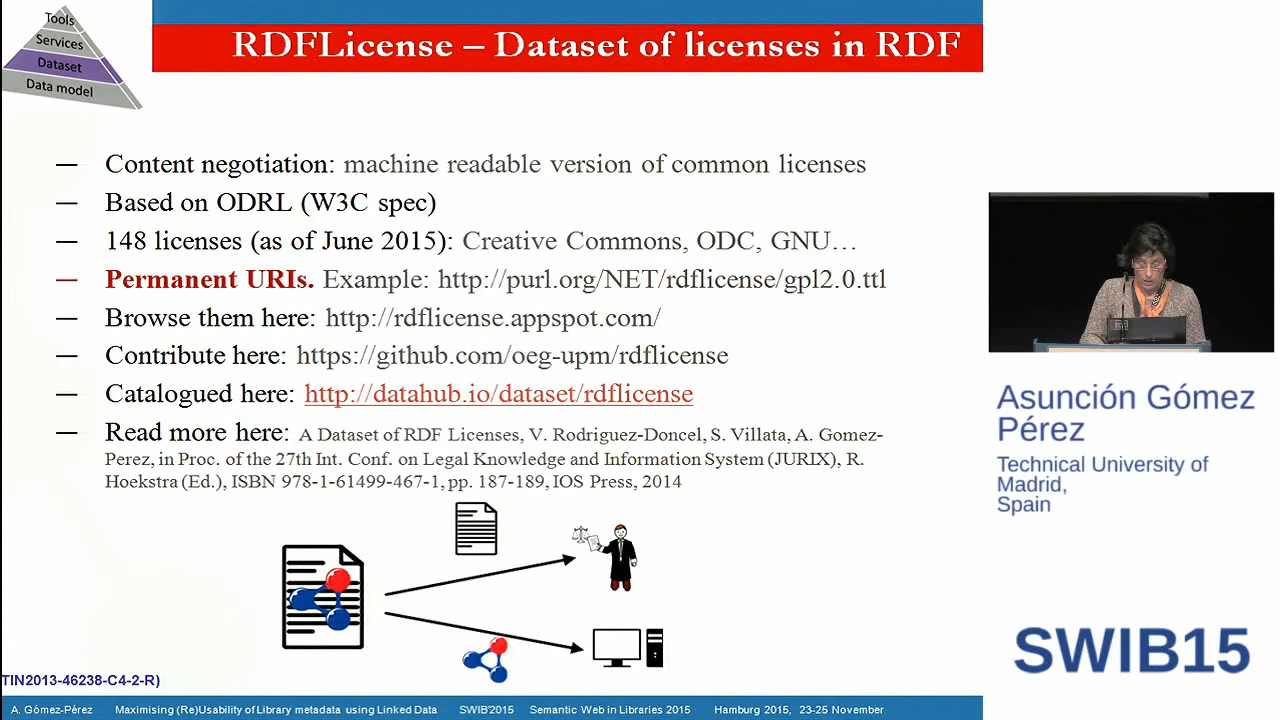 Tools
Services
Dataset
Data model
RDFLicense – Dataset of licenses in RDF
— Content negotiation: machine readable version of common licenses
— Based on ODRL (W3C spec)
— 148 licenses (as of June 2015): Creative Commons, ODC, GNU…
— Permanent URIs. Example: http://purl.org/NET/rdflicense/gpl2.0.ttl
— Browse them here: http://rdflicense.appspot.com/
— Contribute here: https://github.com/oeg-upm/rdflicense
— Catalogued here: http://datahub.io/dataset/rdflicense
— Read more here: A Dataset of RDF Licenses, V. Rodriguez-Doncel, S. Villata, A. Gomez-
Perez, in Proc. of the 27th Int. Conf. on Legal Knowledge and Information System (JURIX), R.
Hoekstra (Ed.), ISBN 978-1-61499-467-1, pp. 187-189, IOS Press, 2014
TIN2013-46238-C4-2-R)
A. Gómez-Pérez Maximising (Re)Usability of Library metadata using Linked Data SWIB'2015 Semantic Web in Libraries 2015 Hamburg 2015, 23-25 November
Asunción Gómez
Pérez
Technical University of
Madrid,
Spain
SWIB15